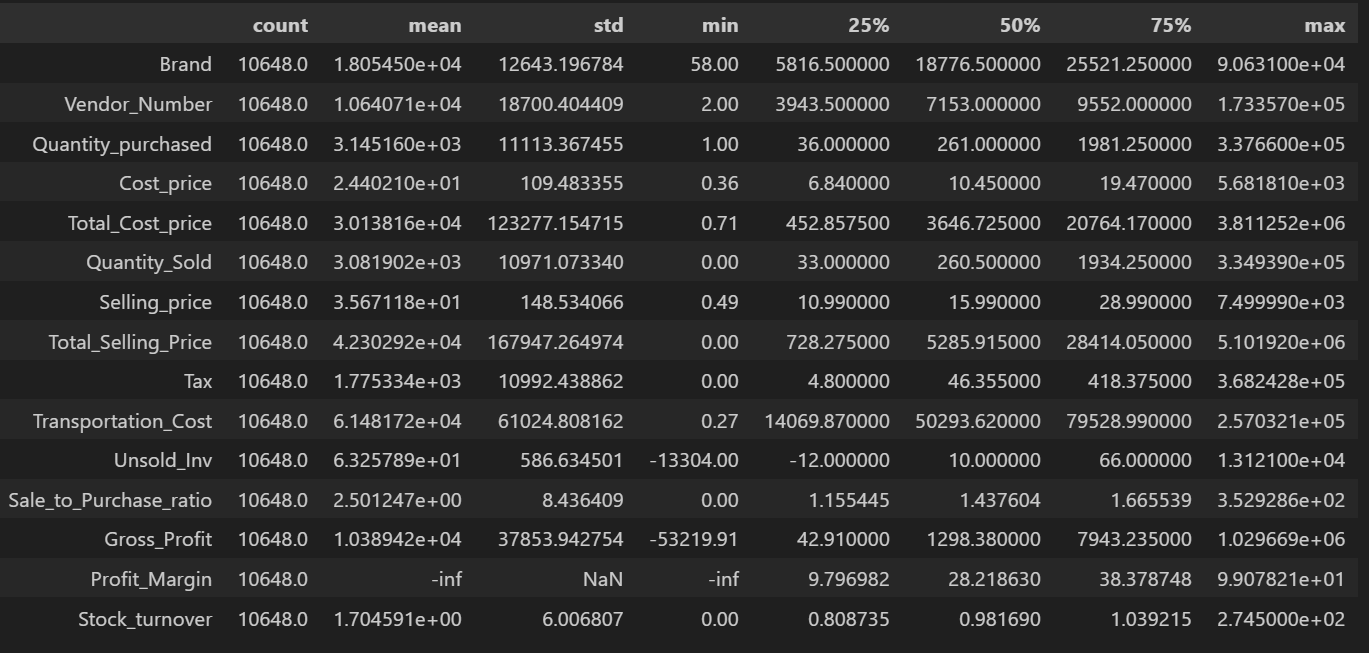 count mean std min 25% 50% 75% max
Brand 10648.0 1.805450e+04 12643.196784 58.00 5816.500000 18776.500000 25521.250000 9.063100e+04
Vendor_Number 10648.0 1.064071e+04 18700.404409 2.00 3943.500000 7153.000000 9552.000000 1.733570e+05
Quantity_purchased 10648.0 3.145160e+03 11113.367455 1.00 36.000000 261.000000 1981.250000 3.376600e+05
Cost_price 10648.0 2.440210e+01 109.483355 0.36 6.840000 10.450000 19.470000 5.681810e+03
Total_Cost_price 10648.0 3.013816e+04 123277.154715 0.71 452.857500 3646.725000 20764.170000 3.811252e+06
Quantity_Sold 10648.0 3.081902e+03 10971.073340 0.00 33.000000 260.500000 1934.250000 3.349390e+05
Selling_price 10648.0 3.567118e+01 148.534066 0.49 10.990000 15.990000 28.990000 7.499990e+03
Total_Selling_Price 10648.0 4.230292e+04 167947.264974 0.00 728.275000 5285.915000 28414.050000 5.101920e+06
Tax 10648.0 1.775334e+03 10992.438862 0.00 4.800000 46.355000 418.375000 3.682428e+05
Transportation_Cost 10648.0 6.148172e+04 61024.808162 0.27 14069.870000 50293.620000 79528.990000 2.570321e+05
Unsold_Inv 10648.0 6.325789e+01 586.634501 -13304.00 -12.000000 10.000000 66.000000 1.312100e+04
Sale_to_Purchase_ratio 10648.0 2.501247e+00 8.436409 0.00 1.155445 1.437604 1.665539 3.529286e+02
Gross_Profit 10648.0 1.038942e+04 37853.942754 -53219.91 42.910000 1298.380000 7943.235000 1.029669e+06
Profit_Margin 10648.0 -inf NaN -inf 9.796982 28.218630 38.378748 9.907821e+01
Stock_turnover 10648.0 1.704591e+00 6.006807 0.00 0.808735 0.981690 1.039215 2.745000e+02